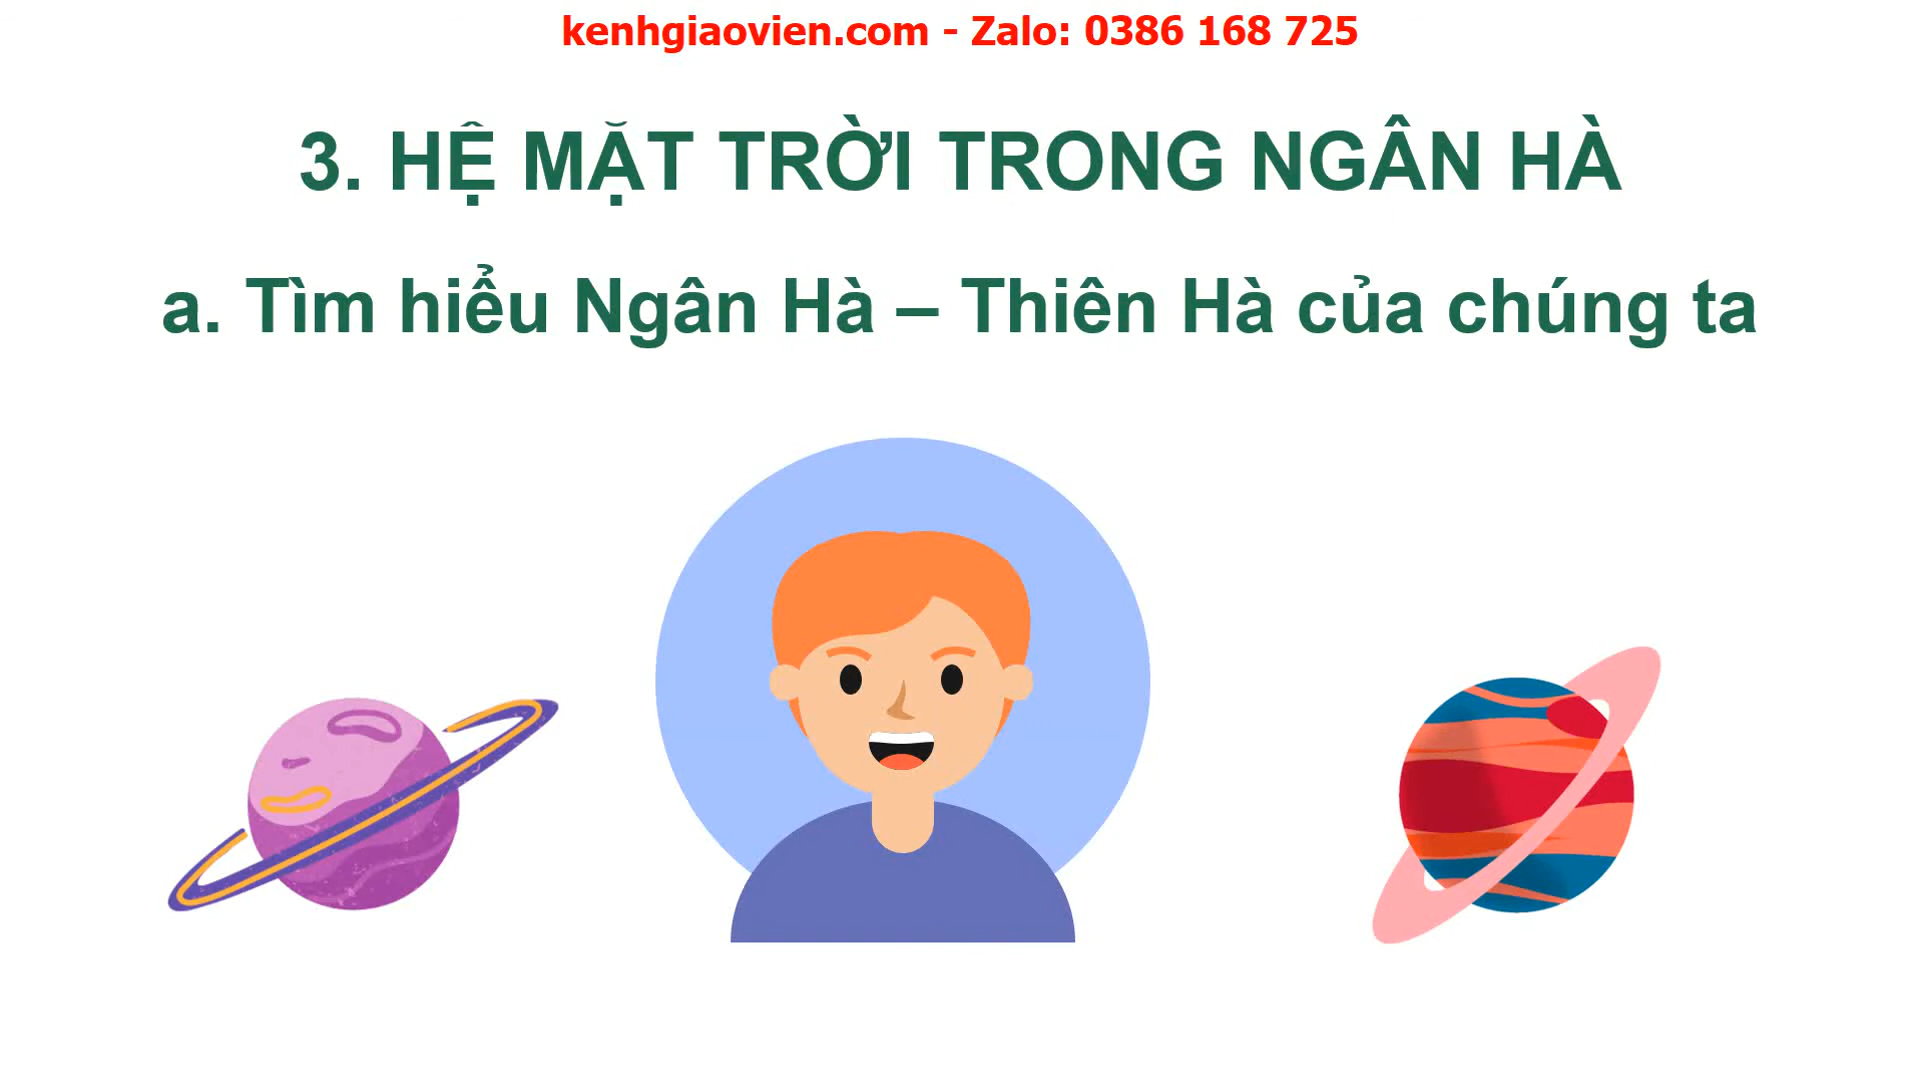 kenhgiaovien.com - Zalo: 0386 168 725
3. HỆ MẶT TRỜI TRONG NGÂN HÀ
a. Tìm hiểu Ngân Hà – Thiên Hà của chúng ta